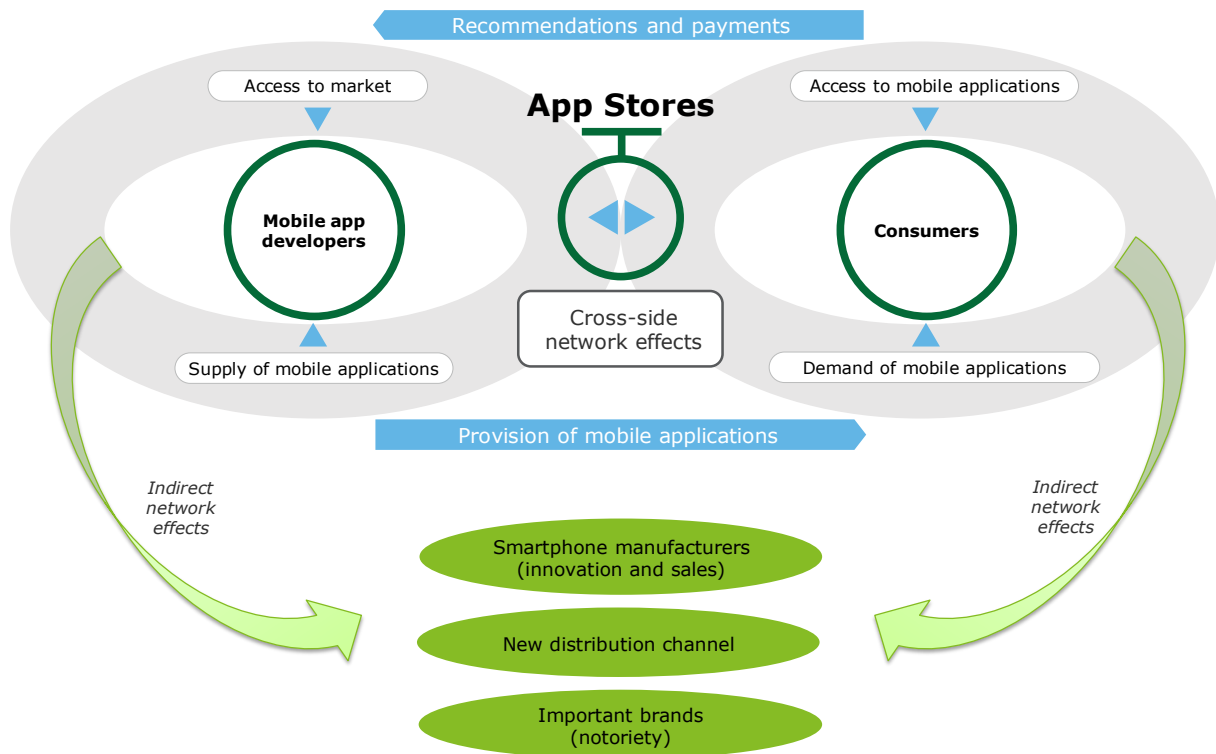 Recommendations and payments
Access to market
App Stores
Access to mobile applications
Mobile app
developers
Consumers
Cross-side
network effects
Supply of mobile applications
Demand of mobile applications
Provision of mobile applications
Indirect
network
effects
Indirect
network
effects
Smartphone manufacturers
(innovation and sales)
New distribution channel
Important brands
(notoriety)